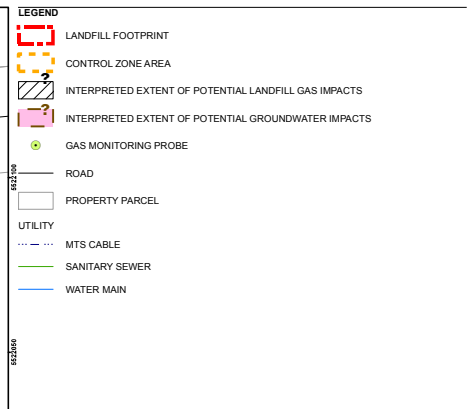 LEGEND
LANDFILL FOOTPRINT
CONTROL ZONE AREA
?
INTERPRETED EXTENT OF POTENTIAL LANDFILL GAS IMPACTS
?
INTERPRETED EXTENT OF POTENTIAL GROUNDWATER IMPACTS
GAS MONITORING PROBE
5522100
ROAD
PROPERTY PARCEL
UTILITY
MTS CABLE
SANITARY SEWER
WATER MAIN
5522050